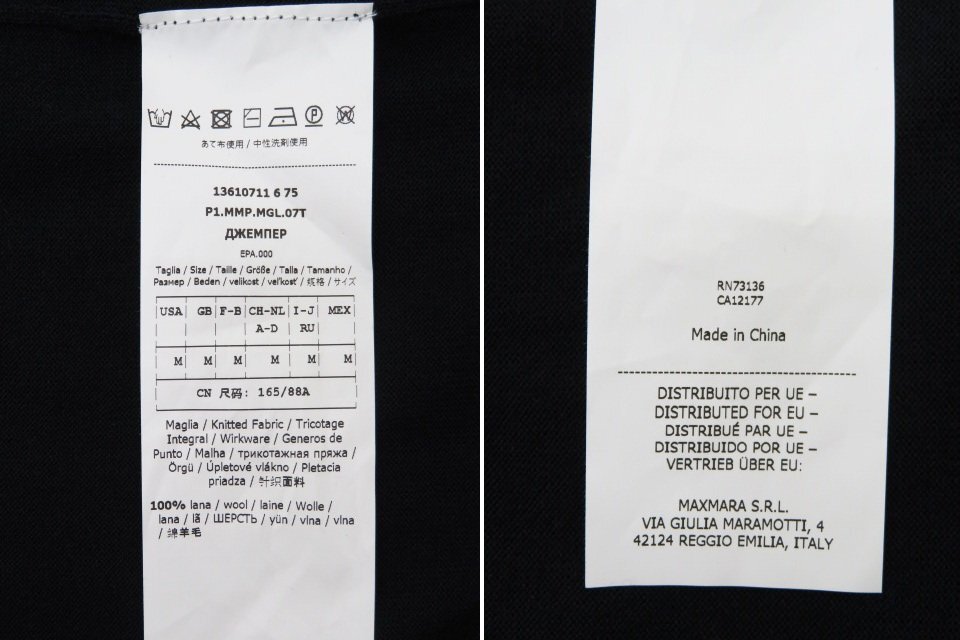 あて布使用 / 中性洗剤使用
13610711 6 75
P1.MMP.MGL.07T
ДЖЕМПЕР
EPA.000
Taglia / Size / Taille / Größe / Talla / Tamanho /
Размер / Beden / velikost / veľkosť / 规格 / サイズ
USA GB F-B CH-NL I-J MEX
A-D RU
M M M M M M
CN 尺码: 165/88A
Maglia / Knitted Fabric / Tricotage
Integral / Wirkware / Generos de
Punto / Malha / трикотажная пряжа /
Örgü / Úpletové vlákno / Pletacia
priadza / 针织面料
100% lana / wool / laine / Wolle /
lana / lã / ШЕРСТЬ / yün / vlna / vlna
/ 绵羊毛
RN73136
CA12177
Made in China
DISTRIBUITO PER UE –
DISTRIBUTED FOR EU –
DISTRIBUÉ PAR UE –
DISTRIBUIDO POR UE –
VERTRIEB ÜBER EU:
MAXMARA S.R.L.
VIA GIULIA MARAMOTTI, 4
42124 REGGIO EMILIA, ITALY